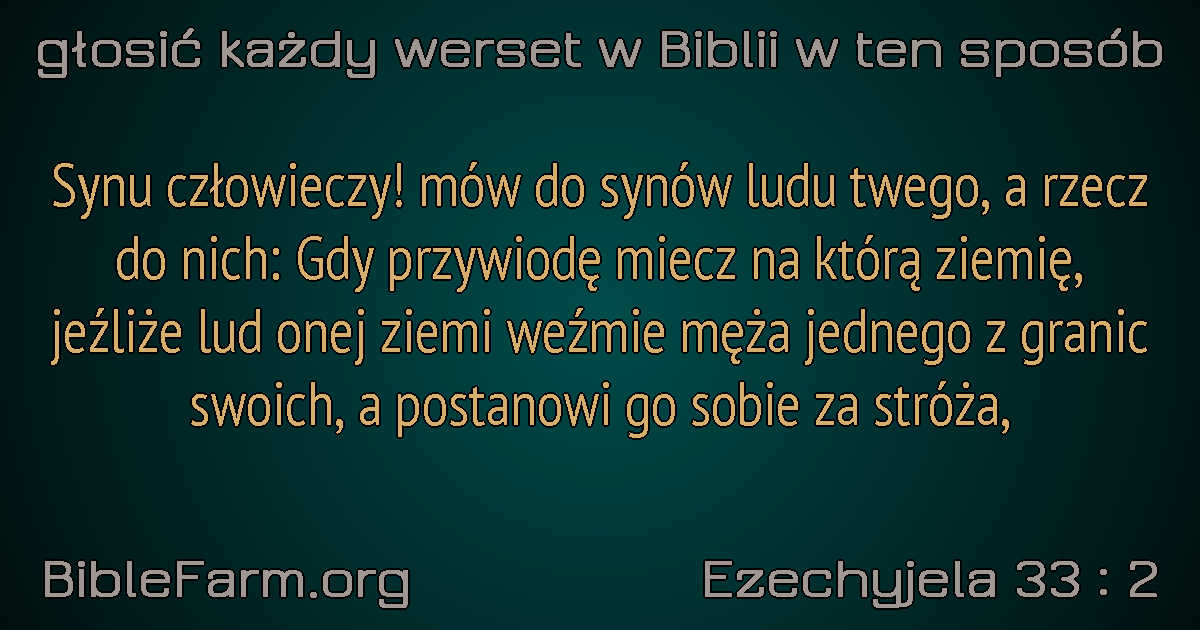 głosić każdy werset w Biblii w ten sposób
Synu człowieczy! mów do synów ludu twego, a rzecz
do nich: Gdy przywiodę miecz na którą ziemię,
jeźliże lud onej ziemi weźmie męża jednego z granic
swoich, a postanowi go sobie za stróża,
BibleFarm.org
Ezechyjela 33 : 2